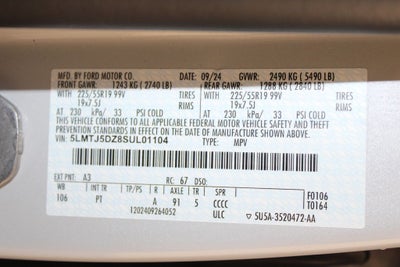 MFD. BY FORD MOTOR CO. DATE: 09/24 GVWR: 2490 KG ( 5490 LB)
FRONT GAWR: 1243 KG ( 2740 LB) REAR GAWR: 1288 KG ( 2840 LB)
WITH 225/55R19 99V TIRES WITH 225/55R19 99V TIRES
19x7.5J RIMS 19x7.5J RIMS
AT 230 kPa/ 33 PSI COLD AT 230 kPa/ 33 PSI COLD
THIS VEHICLE CONFORMS TO ALL APPLICABLE FEDERAL MOTOR VEHICLE SAFETY STANDARDS IN
EFFECT ON THE DATE OF MANUFACTURE SHOWN ABOVE.
VIN: 5LMTJ5DZ8SUL01104 TYPE: MPV
EXT PNT: A3 RC: 67 DSO:
WB INT TR TP/PS R AXLE TR SPR F0106
106 PT A 91 5 CCCC T0164
1202409264052 ULC 5U5A-3520472-AA